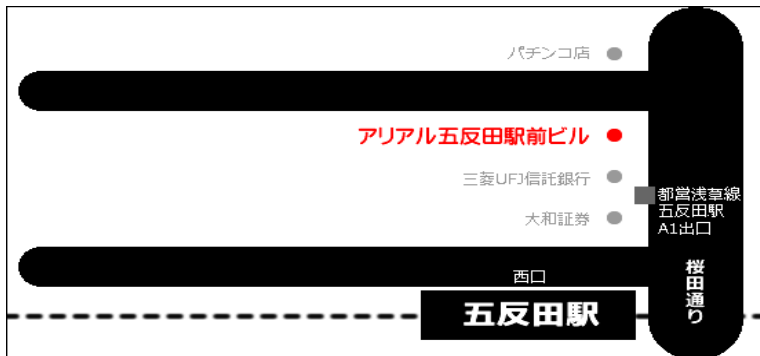 パチンコ店
アリアル五反田駅前ビル
三菱UFJ信託銀行
大和証券
都営浅草線
五反田駅
A1出口
西口
五反田駅
桜田通り